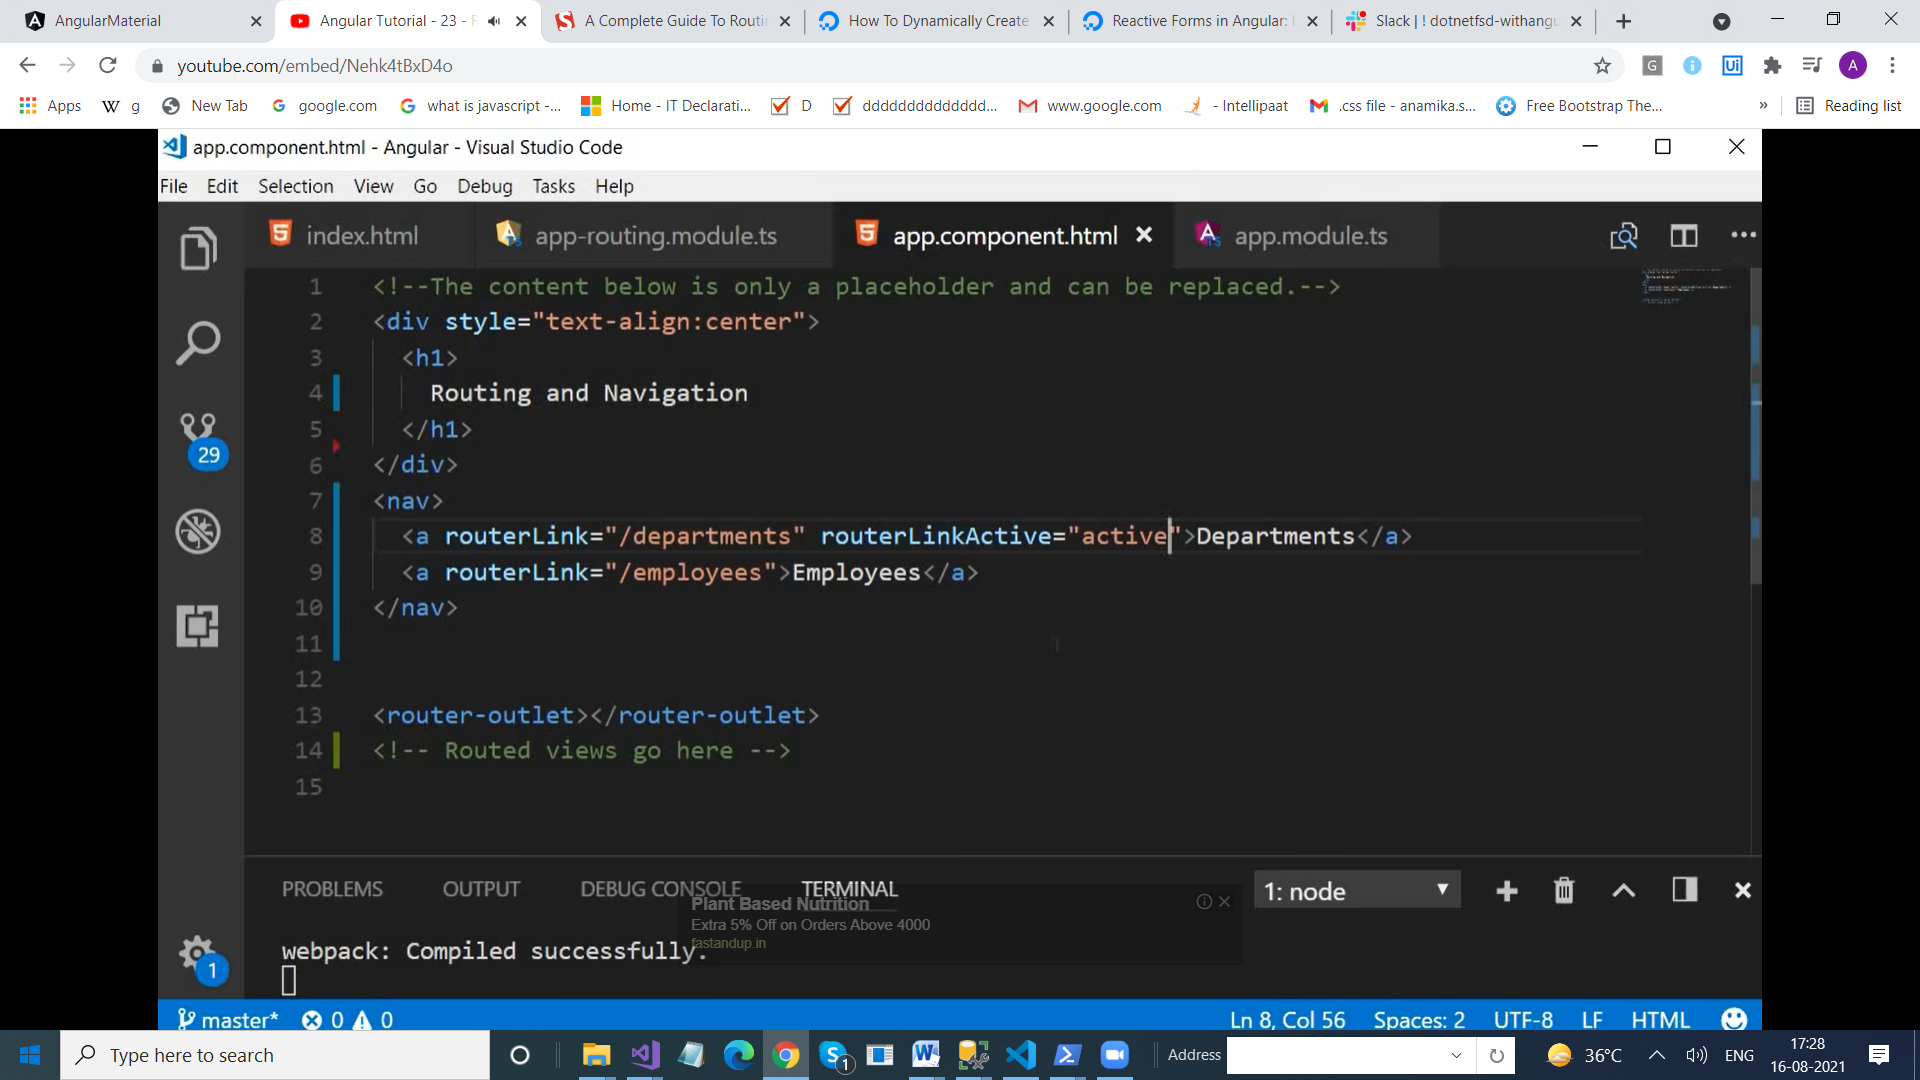 AngularMaterial
Angular Tutorial - 23 -
A Complete Guide To Routi
How To Dynamically Create
Reactive Forms in Angular:
Slack | ! dotnetfsd-withangu
youtube.com/embed/Nehk4tBxD4o
G
Ui
A
Apps
W g
New Tab
google.com
what is javascript -...
Home - IT Declarati...
D
ddddddddddddddd...
www.google.com
- Intellipaat
.css file - anamika.s...
Free Bootstrap The...
»
Reading list
app.component.html - Angular - Visual Studio Code
File Edit Selection View Go Debug Tasks Help
index.html
app-routing.module.ts
app.component.html
app.module.ts
1 <!--The content below is only a placeholder and can be replaced.-->
2 <div style="text-align:center">
3 <h1>
4 Routing and Navigation
5 </h1>
6 </div>
7 <nav>
8 <a routerLink="/departments" routerLinkActive="active">Departments</a>
9 <a routerLink="/employees">Employees</a>
10 </nav>
11
12
13 <router-outlet></router-outlet>
14 <!-- Routed views go here -->
15
29
1
PROBLEMS OUTPUT DEBUG CONSOLE TERMINAL
1: node
Plant Based Nutrition
Extra 5% Off on Orders Above 4000
fastandup.in
webpack: Compiled successfully.
master* 0 0
Ln 8, Col 56 Spaces: 2 UTF-8 LF HTML
Type here to search
1
Address
36°C
ENG
17:28
16-08-2021